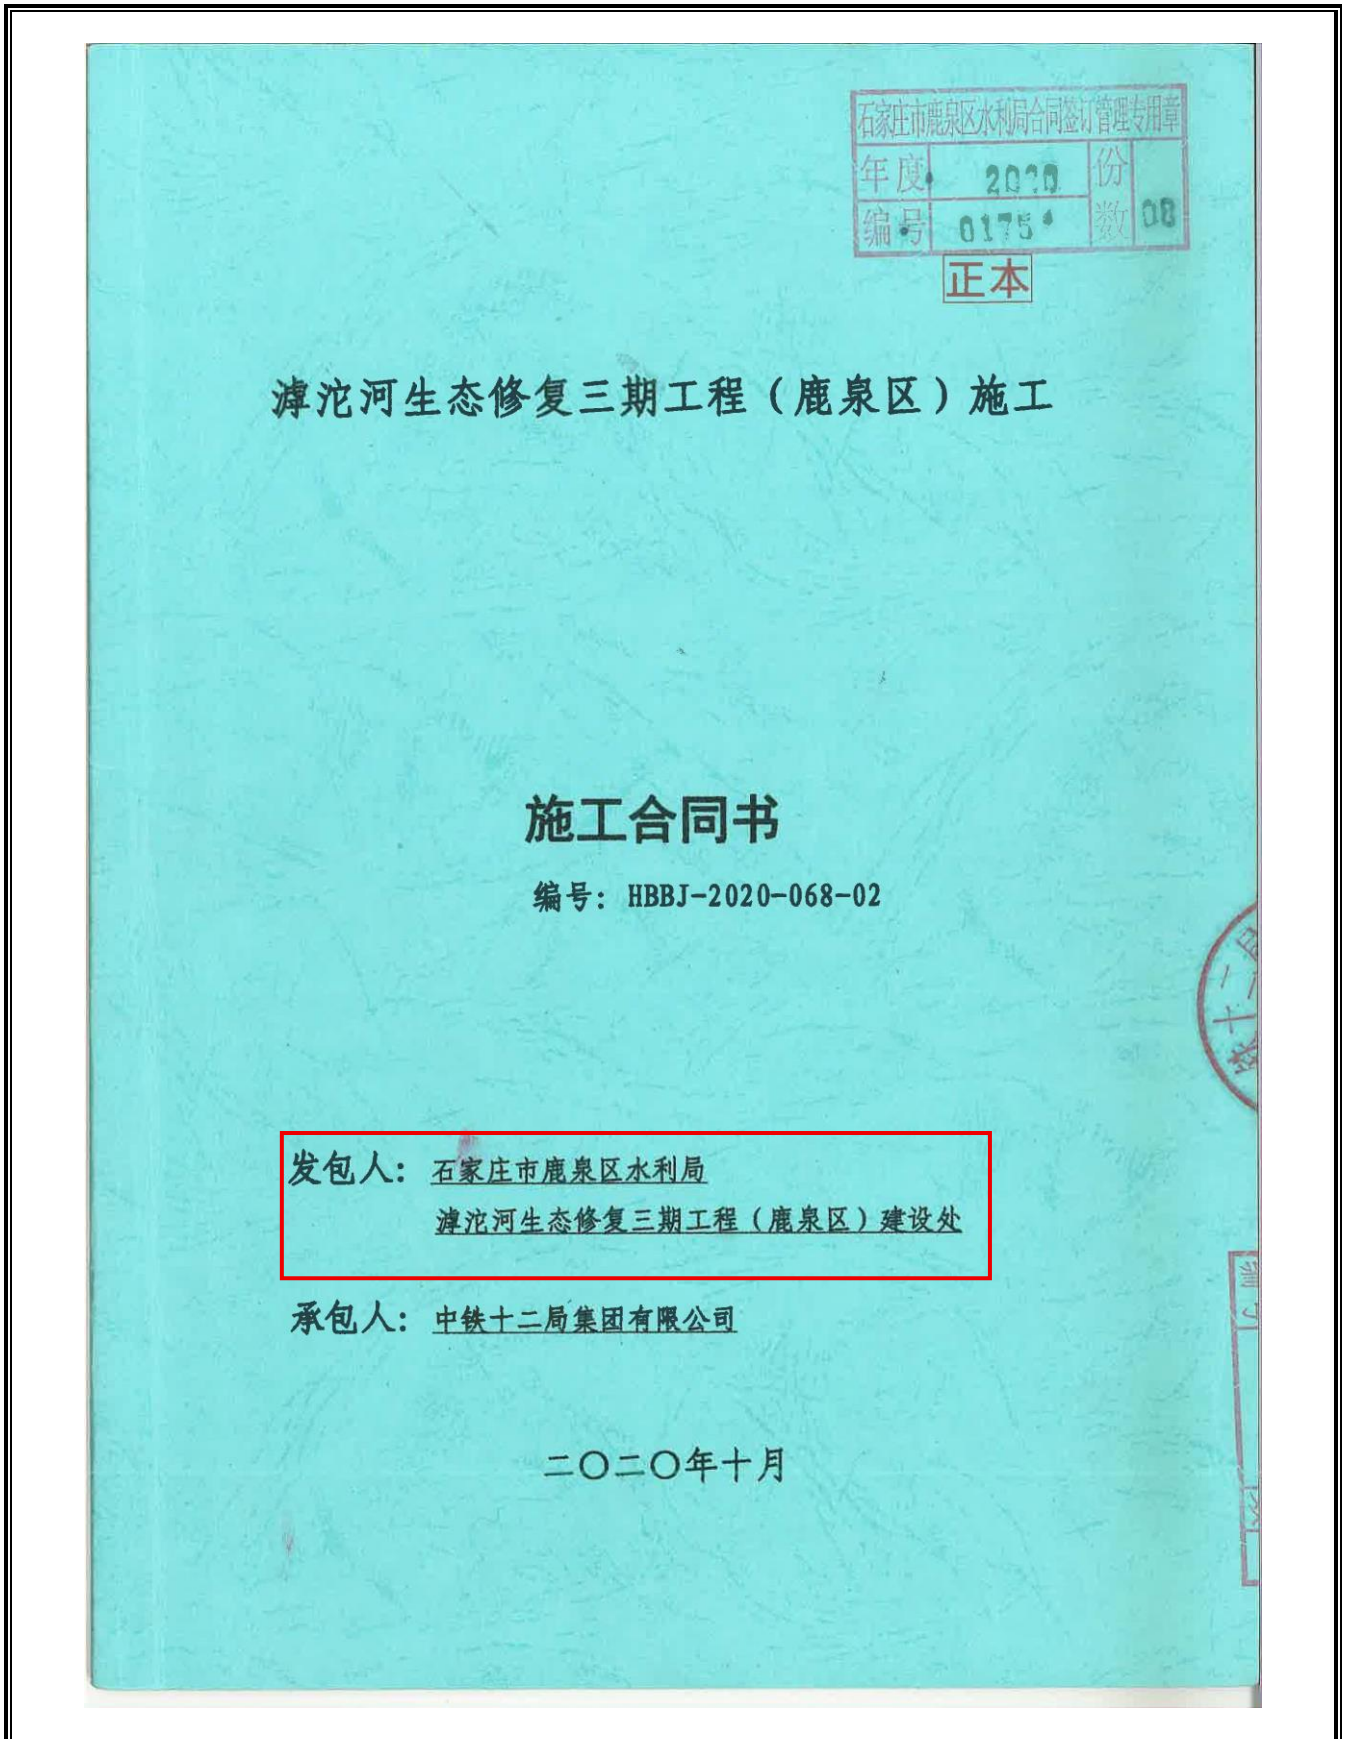 石家庄市鹿泉区水利局合同签订管理专用章
年度 2020 份数 08
编号 0175
正本
滹沱河生态修复三期工程（鹿泉区）施工
施工合同书
编号：HBBJ-2020-068-02
二局
十
发包人：石家庄市鹿泉区水利局
滹沱河生态修复三期工程（鹿泉区）建设处
编号
承包人：中铁十二局集团有限公司
二〇二〇年十月